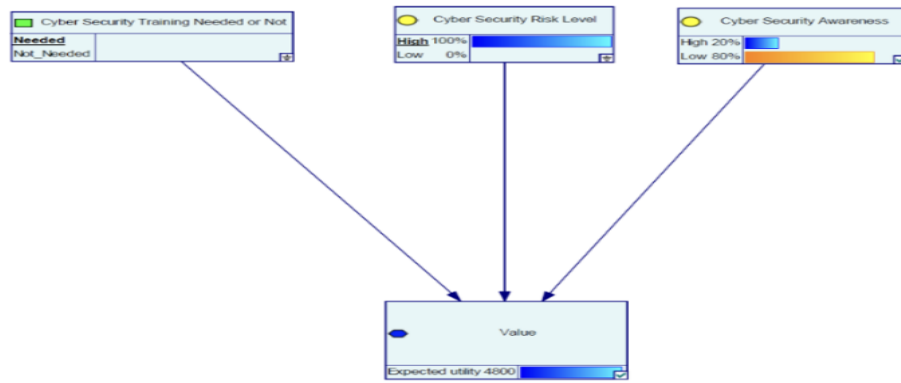 Cyber Security Training Needed or Not
Needed
Not_Needed
Cyber Security Risk Level
High 100%
Low 0%
Cyber Security Awareness
High 20%
Low 80%
Value
Expected utility 4800